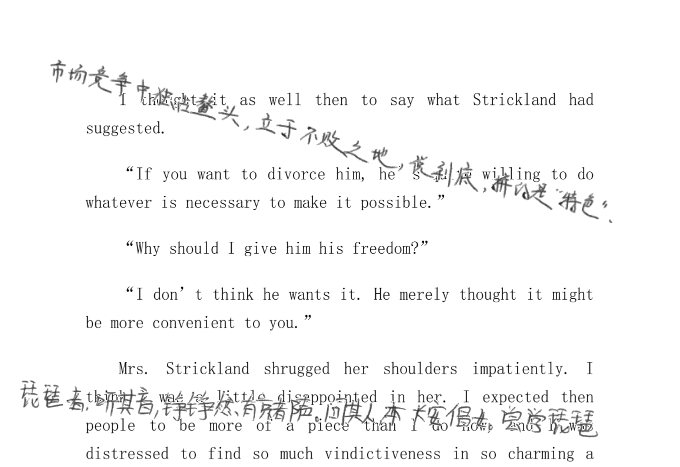 市场竞争中独占鳌头,立于不败之地,说到底,拼的是“特色”、
I thought it as well then to say what Strickland had
suggested.
“If you want to divorce him, he's quite willing to do
whatever is necessary to make it possible.”
“Why should I give him his freedom?”
“I don't think he wants it. He merely thought it might
be more convenient to you.”
Mrs. Strickland shrugged her shoulders impatiently. I
琵琶者,听其音,铮铮然有京都声。问其人,本长安倡女,尝学琵琶
think I was a little disappointed in her. I expected then
people to be more of a piece than I do now, and I was
distressed to find so much vindictiveness in so charming a